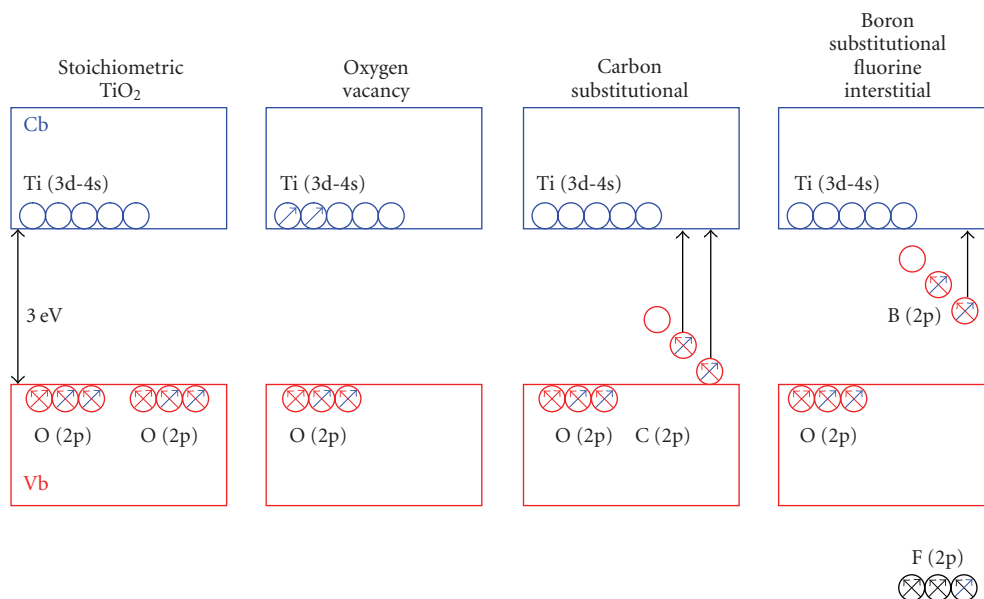 Stoichiometric
TiO₂
Cb
Ti (3d-4s)
3 eV
O (2p) O (2p)
Vb
Oxygen
vacancy
Ti (3d-4s)
O (2p)
Carbon
substitutional
Ti (3d-4s)
O (2p) C (2p)
Boron
substitutional
fluorine
interstitial
Ti (3d-4s)
B (2p)
O (2p)
F (2p)